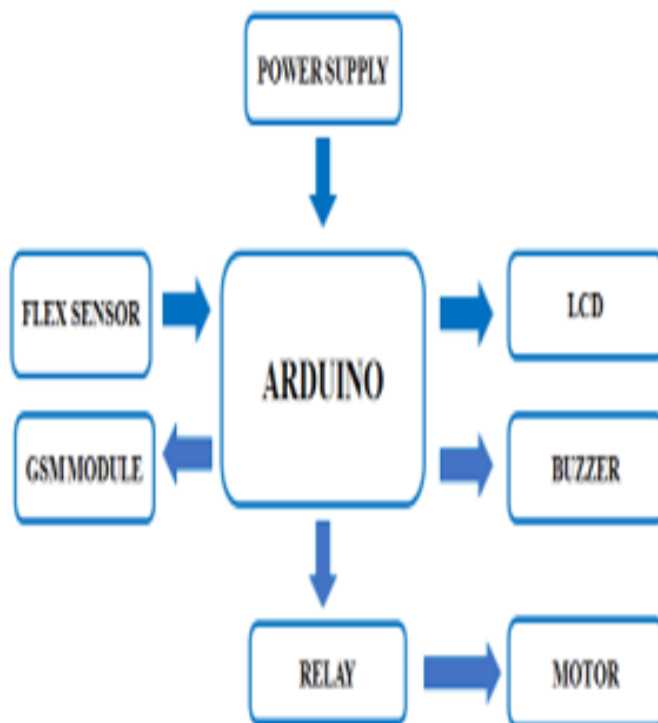 POWER SUPPLY
FLEX SENSOR
ARDUINO
LCD
GSM MODULE
BUZZER
RELAY
MOTOR